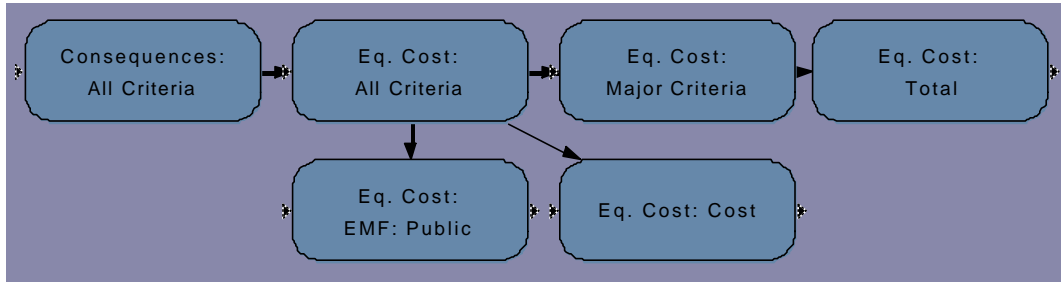 Consequences:
All Criteria
Eq. Cost:
All Criteria
Eq. Cost:
Major Criteria
Eq. Cost:
Total
Eq. Cost:
EMF: Public
Eq. Cost: Cost